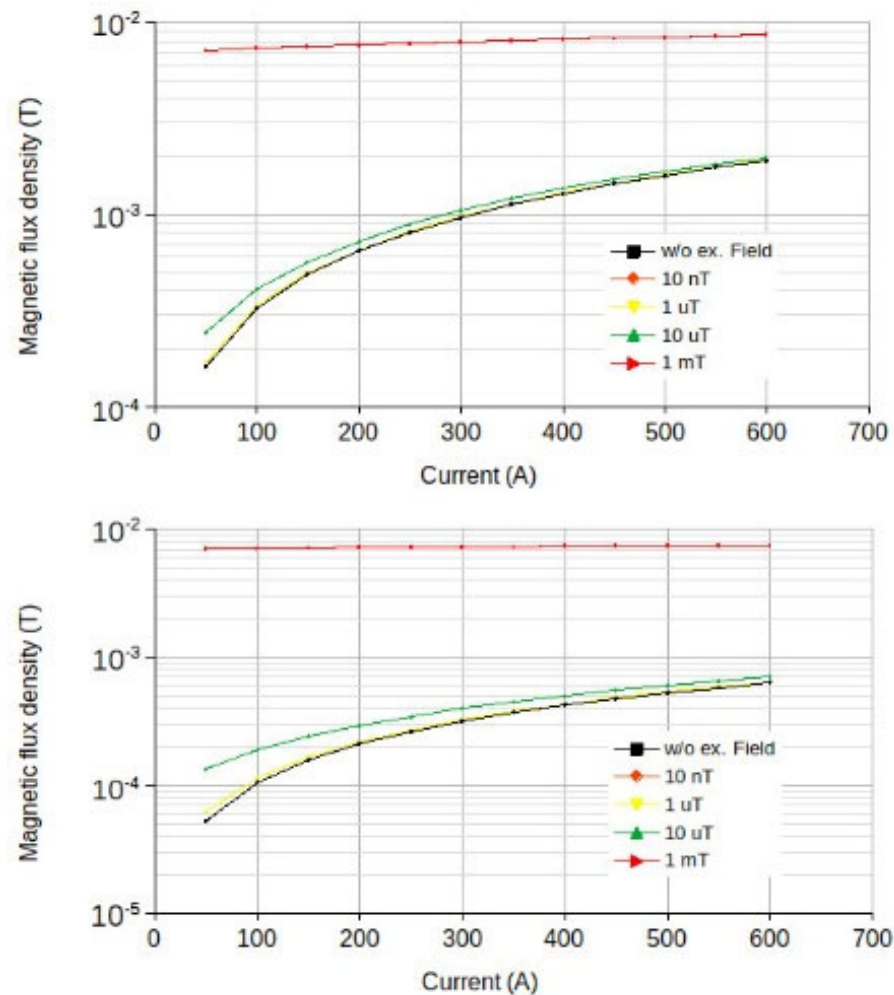 10⁻²
10⁻³
10⁻⁴
Magnetic flux density (T)
w/o ex. Field
10 nT
1 uT
10 uT
1 mT
0 100 200 300 400 500 600 700
Current (A)
10⁻²
10⁻³
10⁻⁴
10⁻⁵
Magnetic flux density (T)
w/o ex. Field
10 nT
1 uT
10 uT
1 mT
0 100 200 300 400 500 600 700
Current (A)